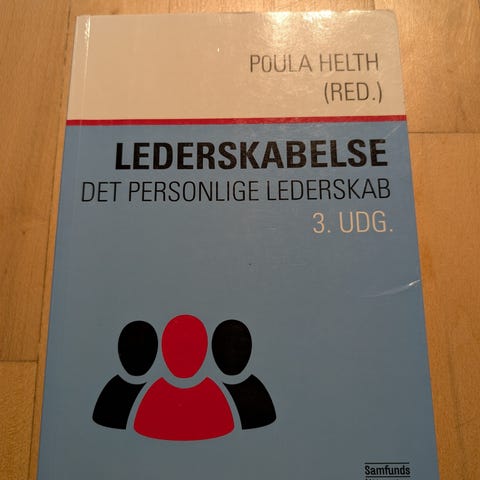 POULA HELTH
(RED.)
LEDERSKABELSE
DET PERSONLIGE LEDERSKAB
3. UDG.
Samfunds